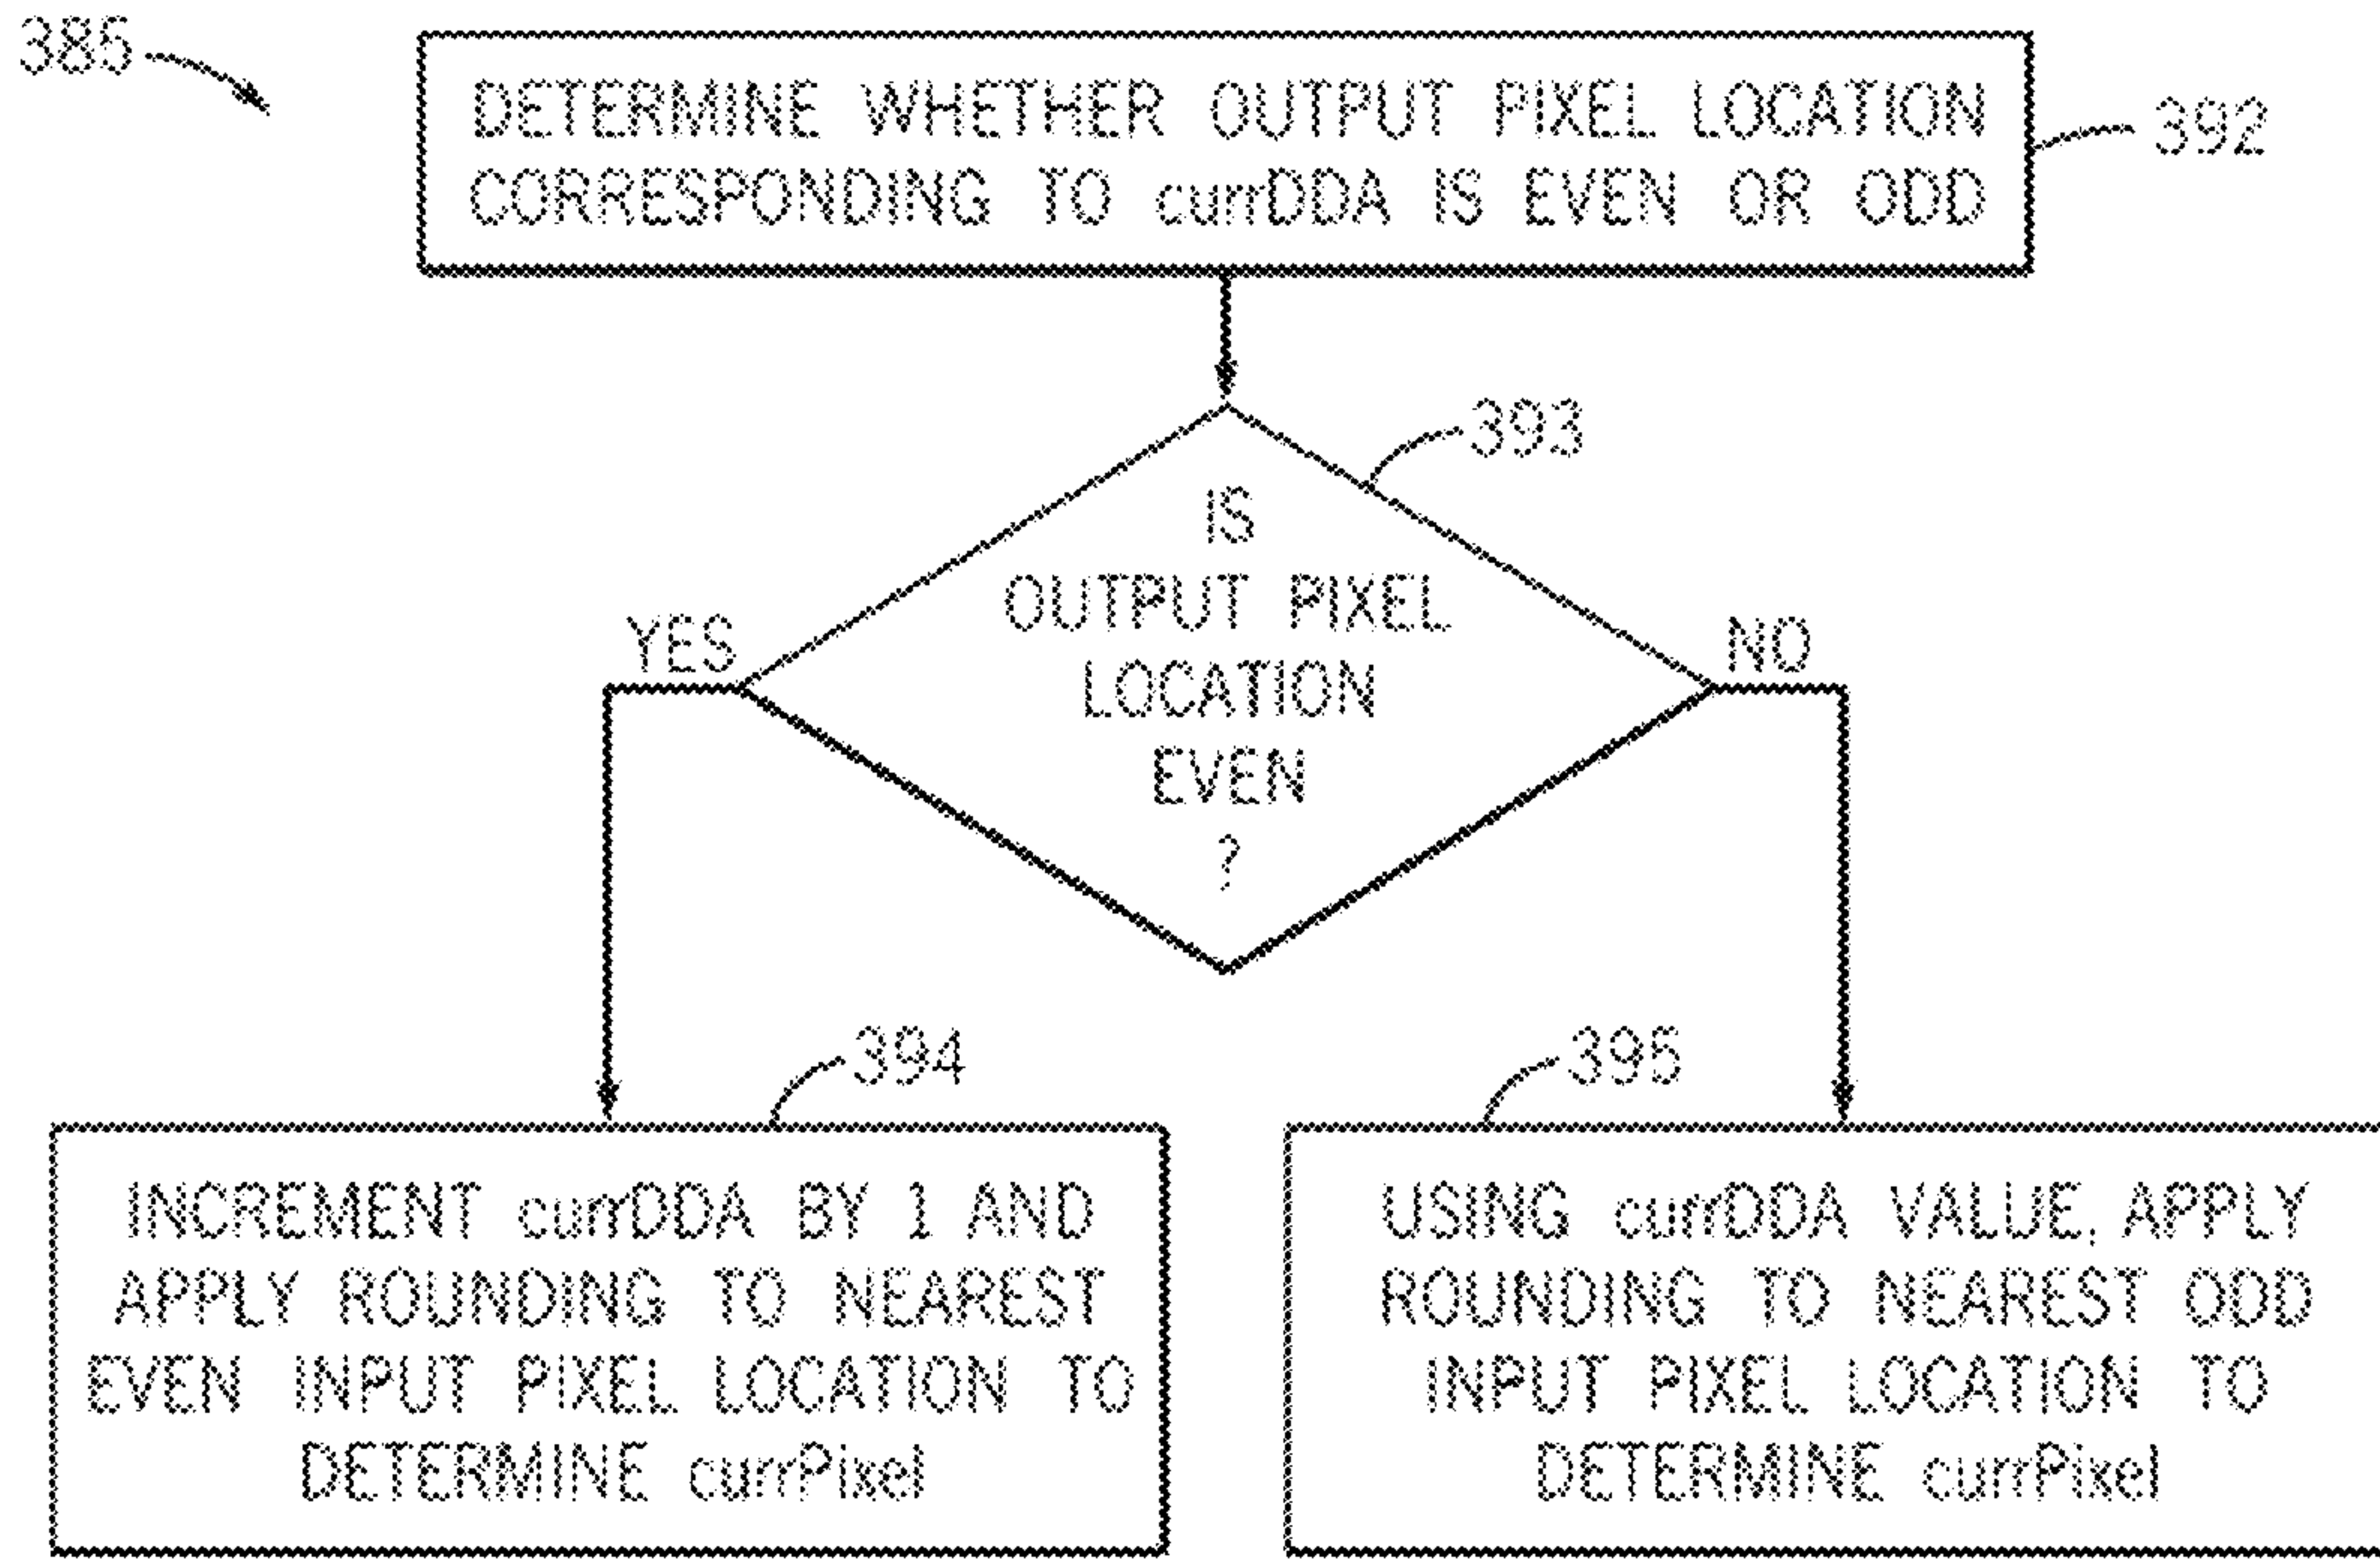 385
DETERMINE WHETHER OUTPUT PIXEL LOCATION
CORRESPONDING TO currDDA IS EVEN OR ODD
392
393
IS
OUTPUT PIXEL
LOCATION
EVEN
?
YES
NO
394
INCREMENT currDDA BY 1 AND
APPLY ROUNDING TO NEAREST
EVEN INPUT PIXEL LOCATION TO
DETERMINE currPixel
395
USING currDDA VALUE, APPLY
ROUNDING TO NEAREST ODD
INPUT PIXEL LOCATION TO
DETERMINE currPixel